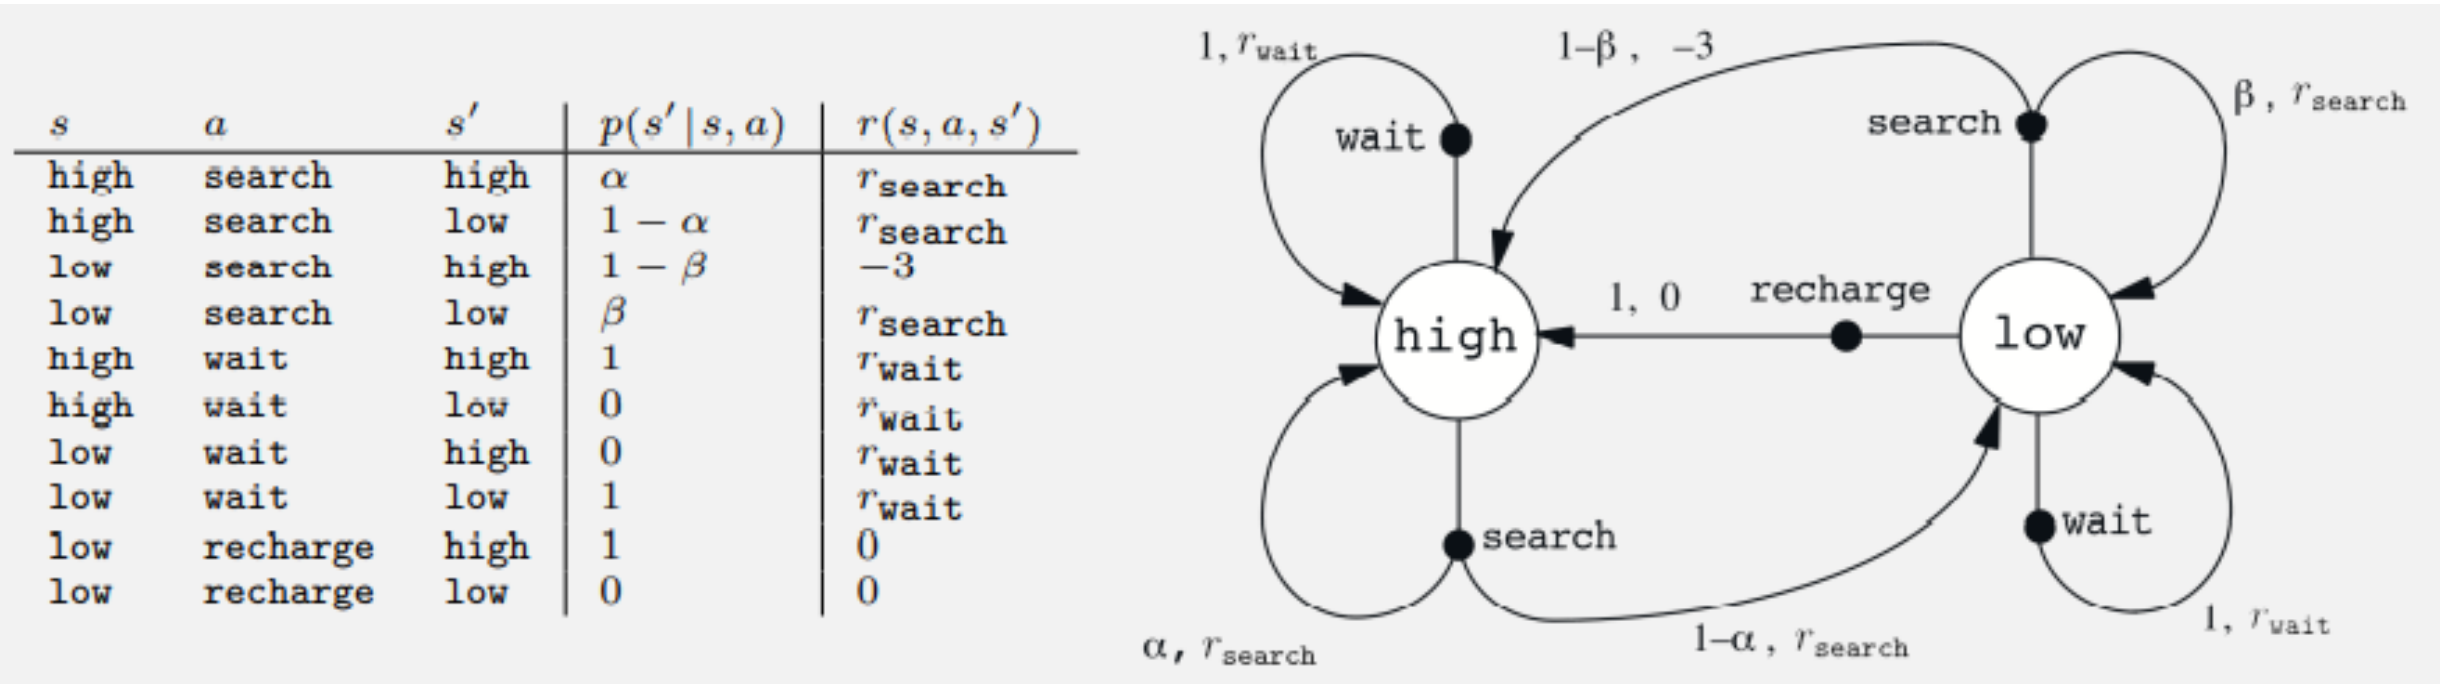 s a s′ p(s′ | s, a) r(s, a, s′)
high search high α r_search
high search low 1 − α r_search
low search high 1 − β −3
low search low β r_search
high wait high 1 r_wait
high wait low 0 r_wait
low wait high 0 r_wait
low wait low 1 r_wait
low recharge high 1 0
low recharge low 0 0
1, r_wait
1–β , –3
β , r_search
wait
search
1, 0
recharge
high
low
search
wait
α, r_search
1–α , r_search
1, r_wait